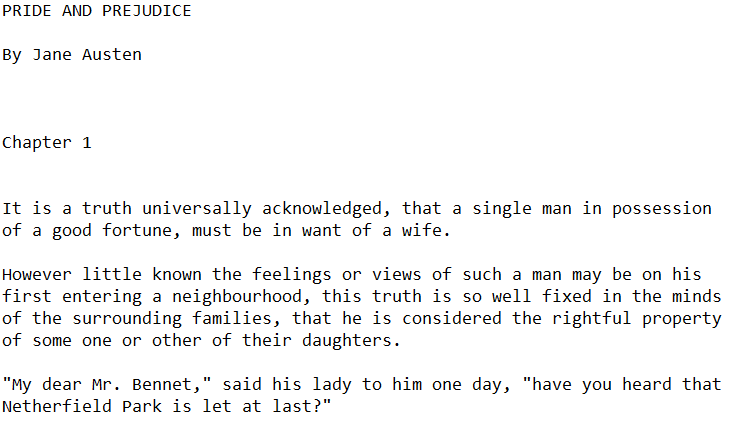 PRIDE AND PREJUDICE
By Jane Austen
Chapter 1
It is a truth universally acknowledged, that a single man in possession
of a good fortune, must be in want of a wife.
However little known the feelings or views of such a man may be on his
first entering a neighbourhood, this truth is so well fixed in the minds
of the surrounding families, that he is considered the rightful property
of some one or other of their daughters.
"My dear Mr. Bennet," said his lady to him one day, "have you heard that
Netherfield Park is let at last?"